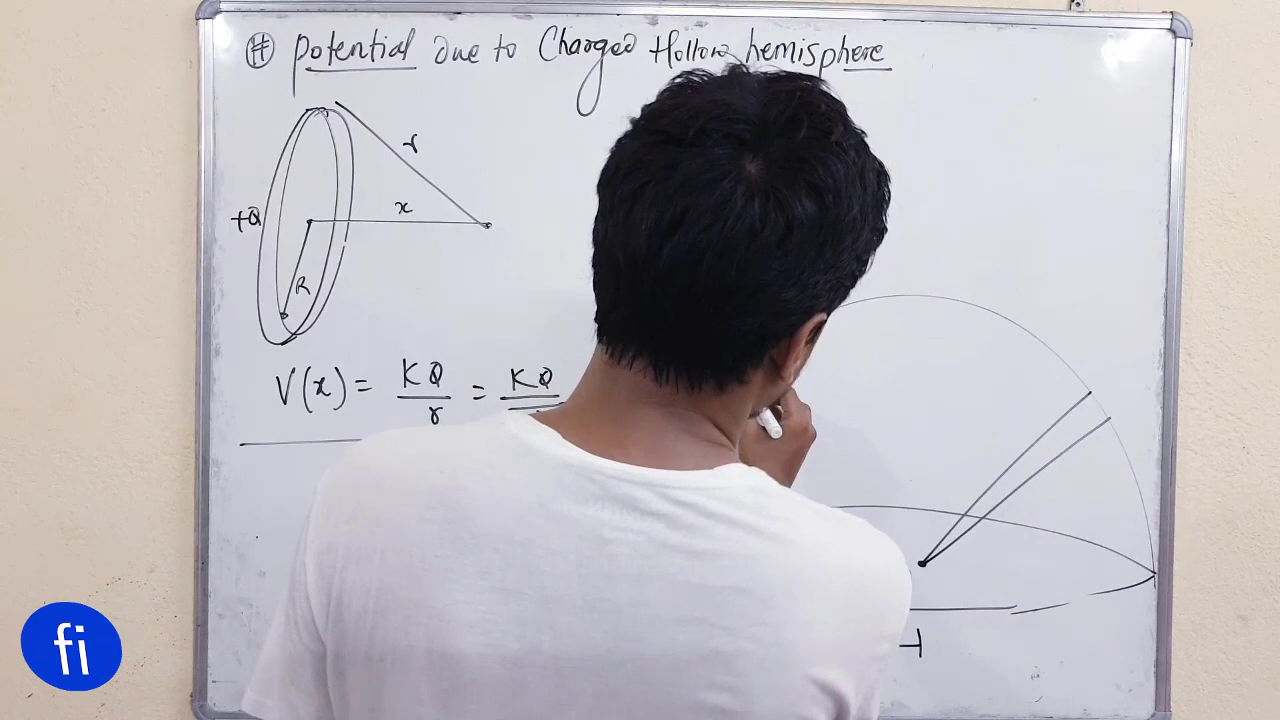 # Potential Due to Charged Hollow hemisphere
r
x
+Q
R
V(x) = KQ/r = KQ
fi